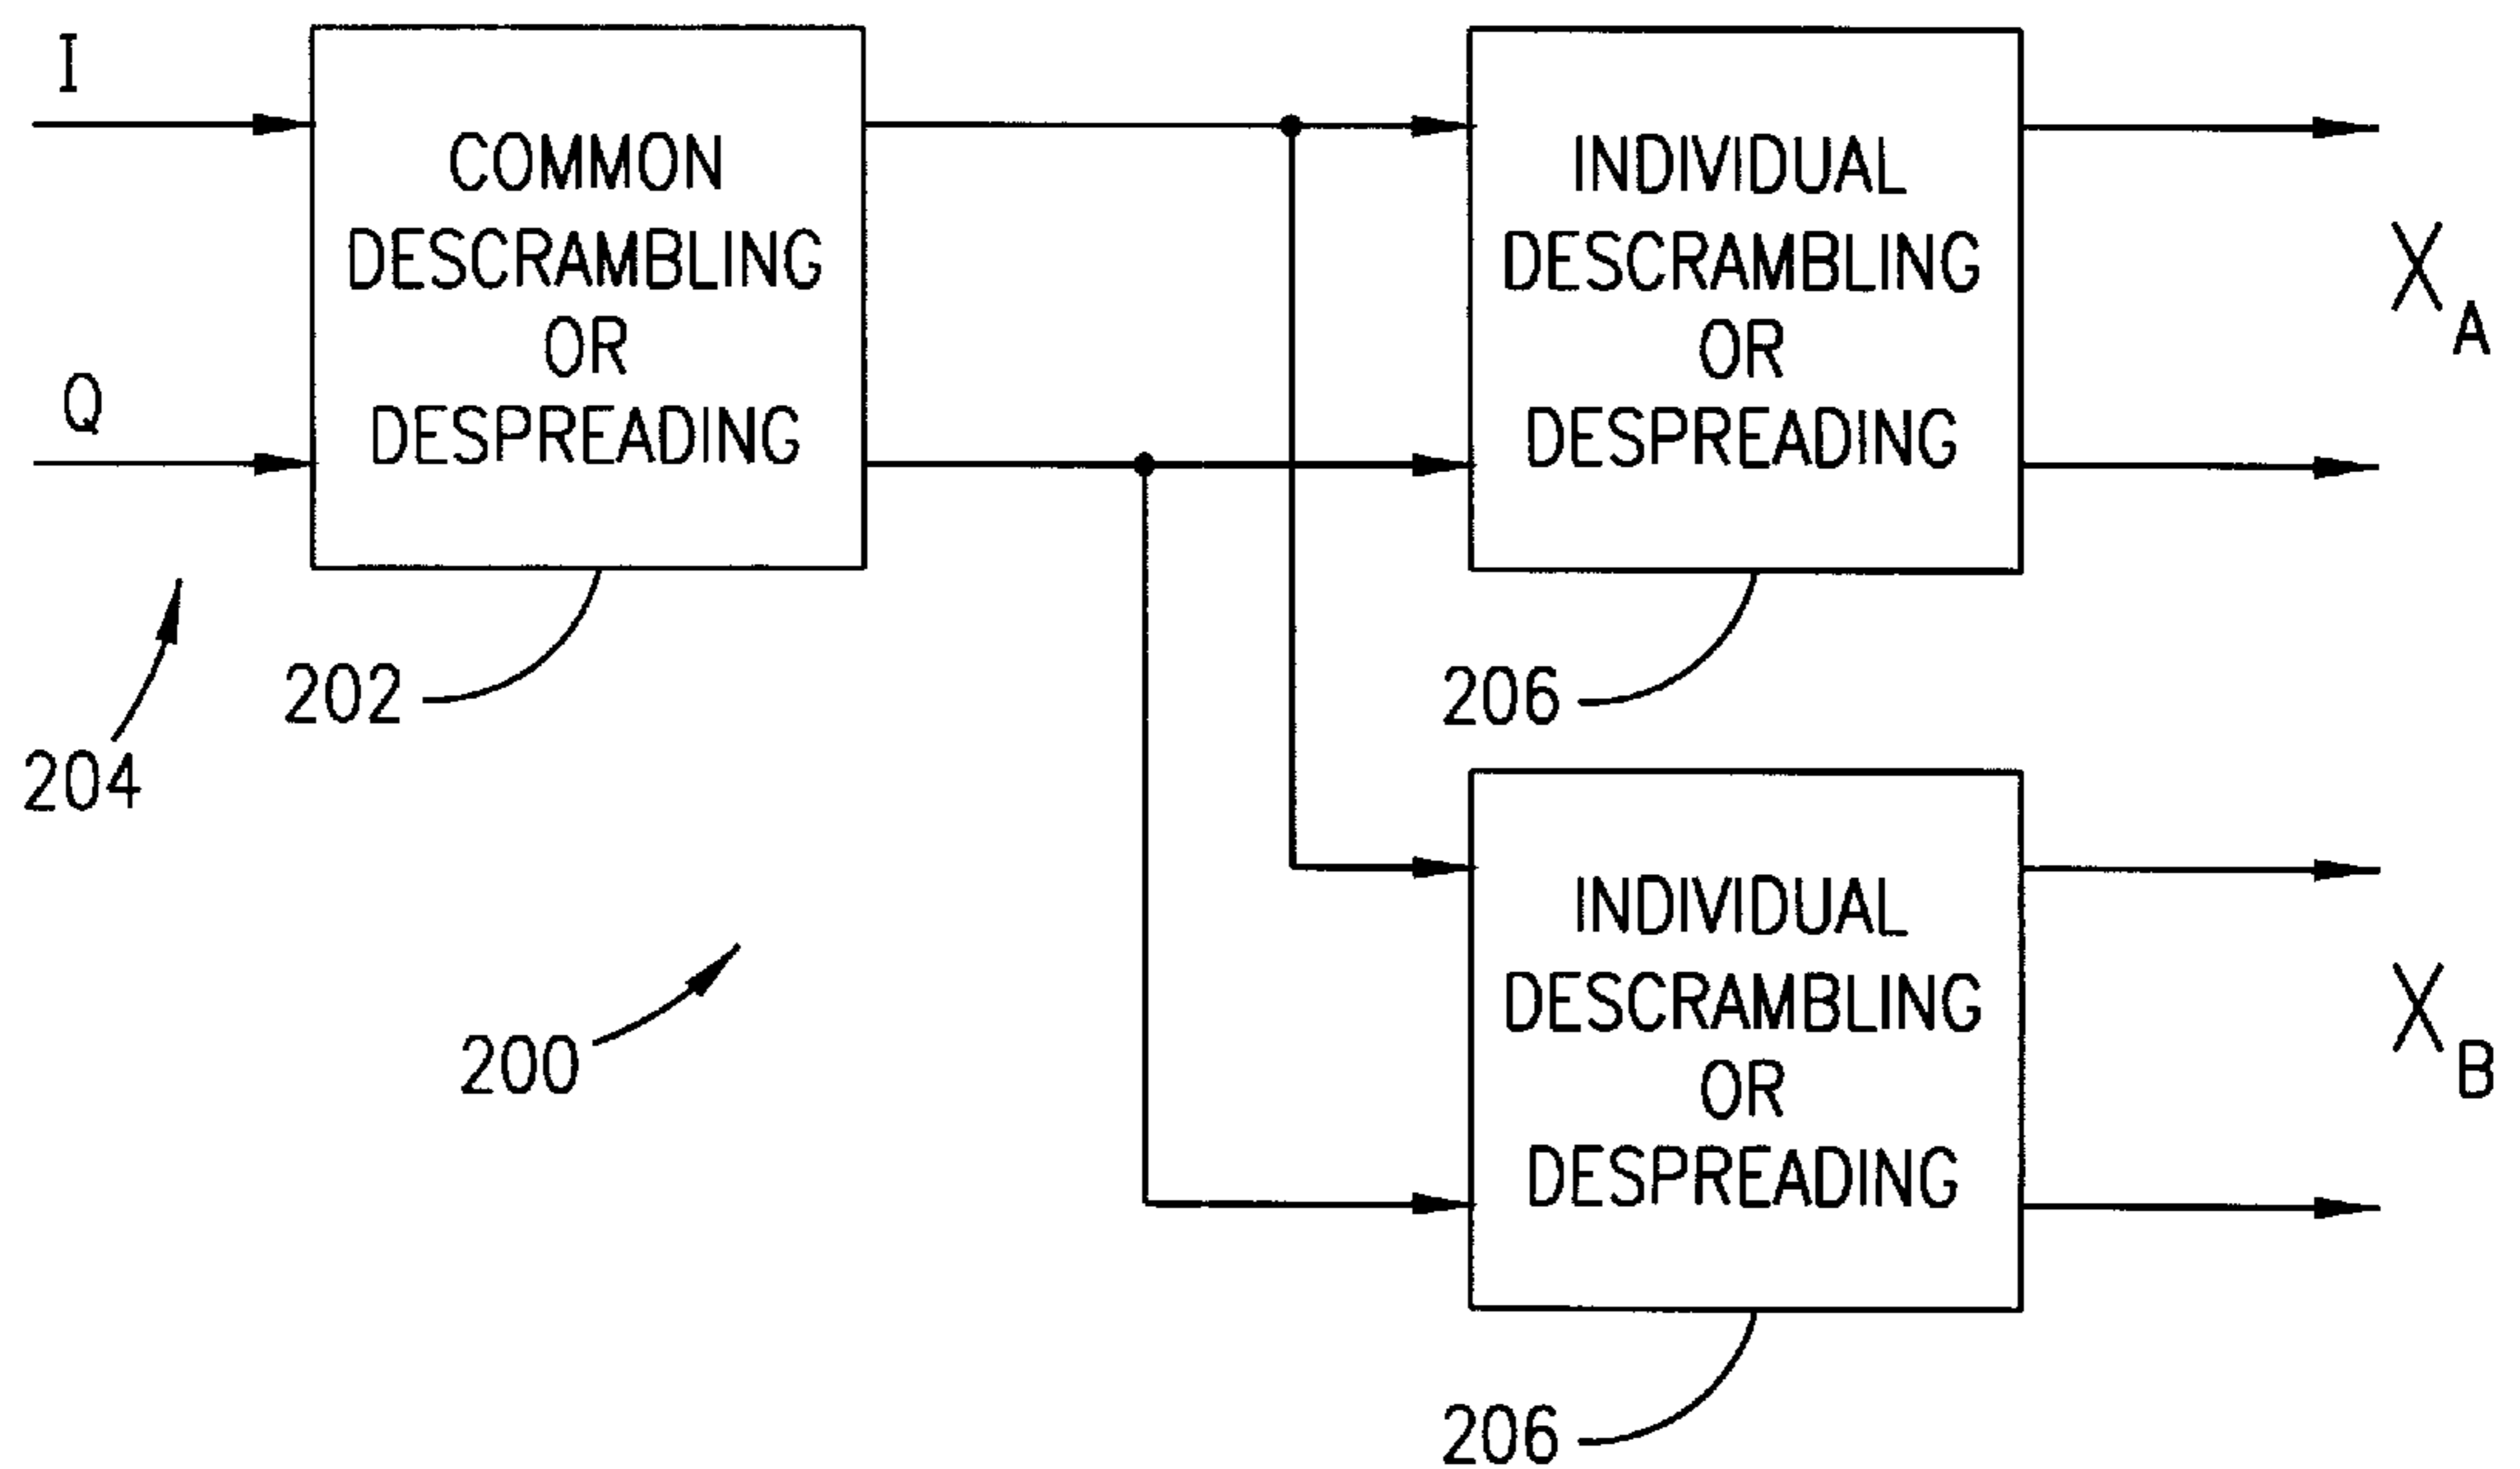 I
Q
COMMON
DESCRAMBLING
OR
DESPREADING
INDIVIDUAL
DESCRAMBLING
OR
DESPREADING
X A
202
204
206
200
INDIVIDUAL
DESCRAMBLING
OR
DESPREADING
X B
206